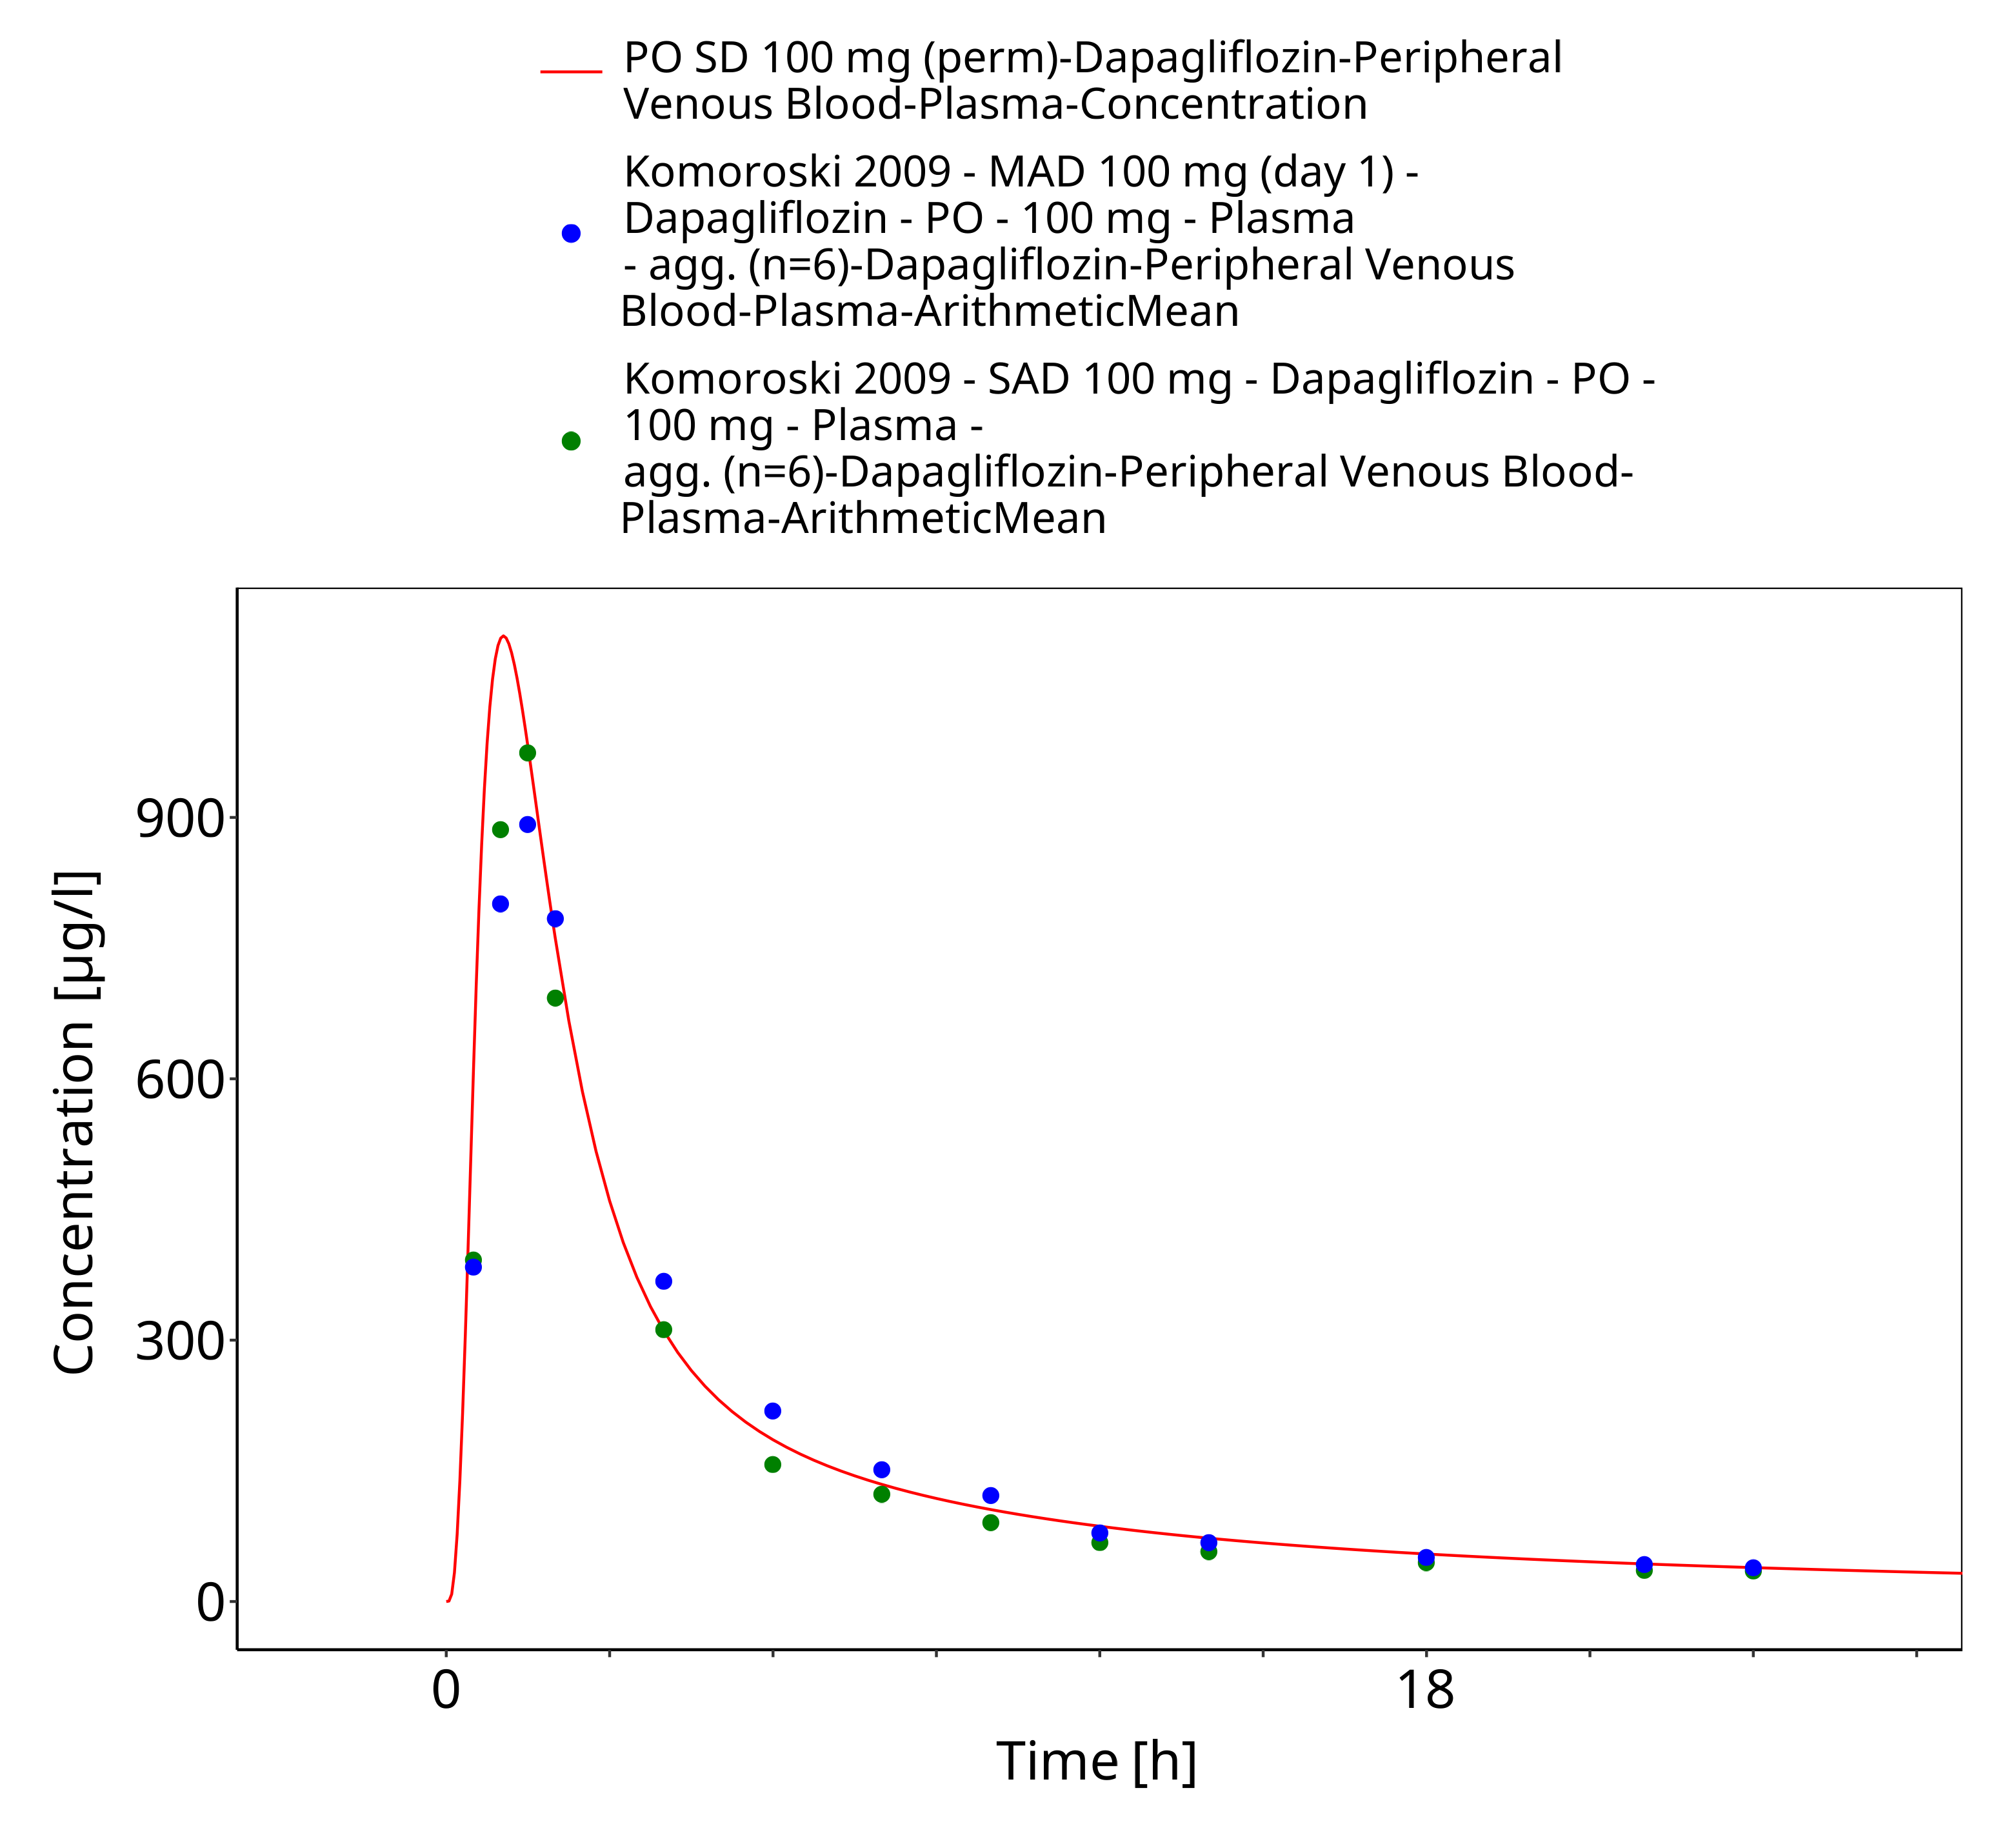 PO SD 100 mg (perm)-Dapagliflozin-Peripheral
Venous Blood-Plasma-Concentration
Komoroski 2009 - MAD 100 mg (day 1) -
Dapagliflozin - PO - 100 mg - Plasma
- agg. (n=6)-Dapagliflozin-Peripheral Venous
Blood-Plasma-ArithmeticMean
Komoroski 2009 - SAD 100 mg - Dapagliflozin - PO -
100 mg - Plasma -
agg. (n=6)-Dapagliflozin-Peripheral Venous Blood-
Plasma-ArithmeticMean
Concentration [µg/l]
900
600
300
0
0
18
Time [h]